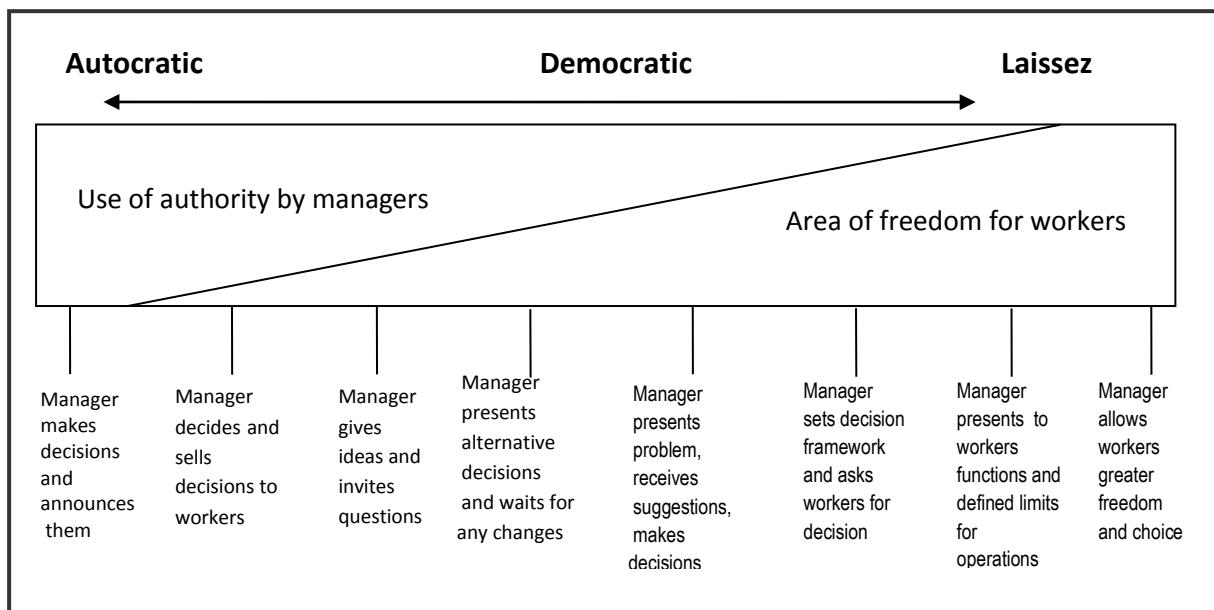 Autocratic
Democratic
Laissez
Use of authority by managers
Area of freedom for workers
Manager
makes
decisions
and
announces
them
Manager
decides and
sells
decisions to
workers
Manager
gives
ideas and
invites
questions
Manager
presents
alternative
decisions
and waits for
any changes
Manager
presents
problem,
receives
suggestions,
makes
decisions
Manager
sets decision
framework
and asks
workers for
decision
Manager
presents to
workers
functions and
defined limits
for
operations
Manager
allows
workers
greater
freedom
and choice